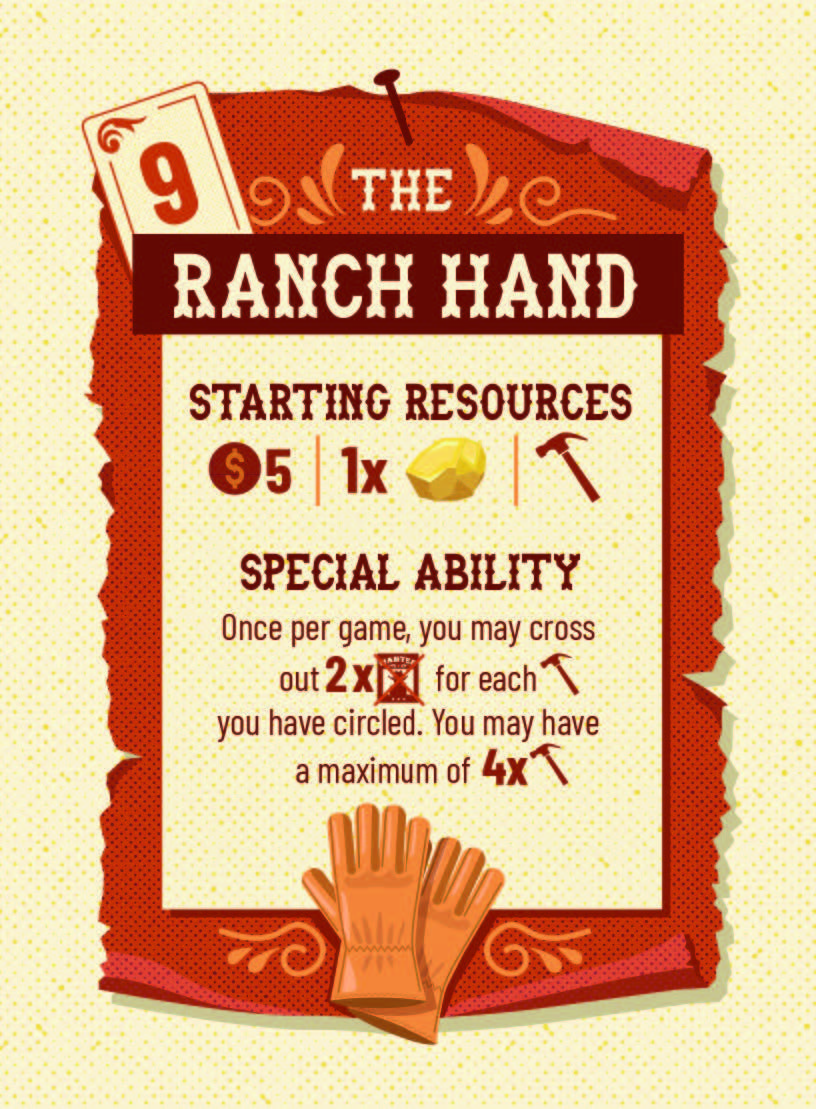 9
THE
RANCH HAND
STARTING RESOURCES
$5 1x
SPECIAL ABILITY
Once per game, you may cross
out 2x WANTED for each
you have circled. You may have
a maximum of 4x